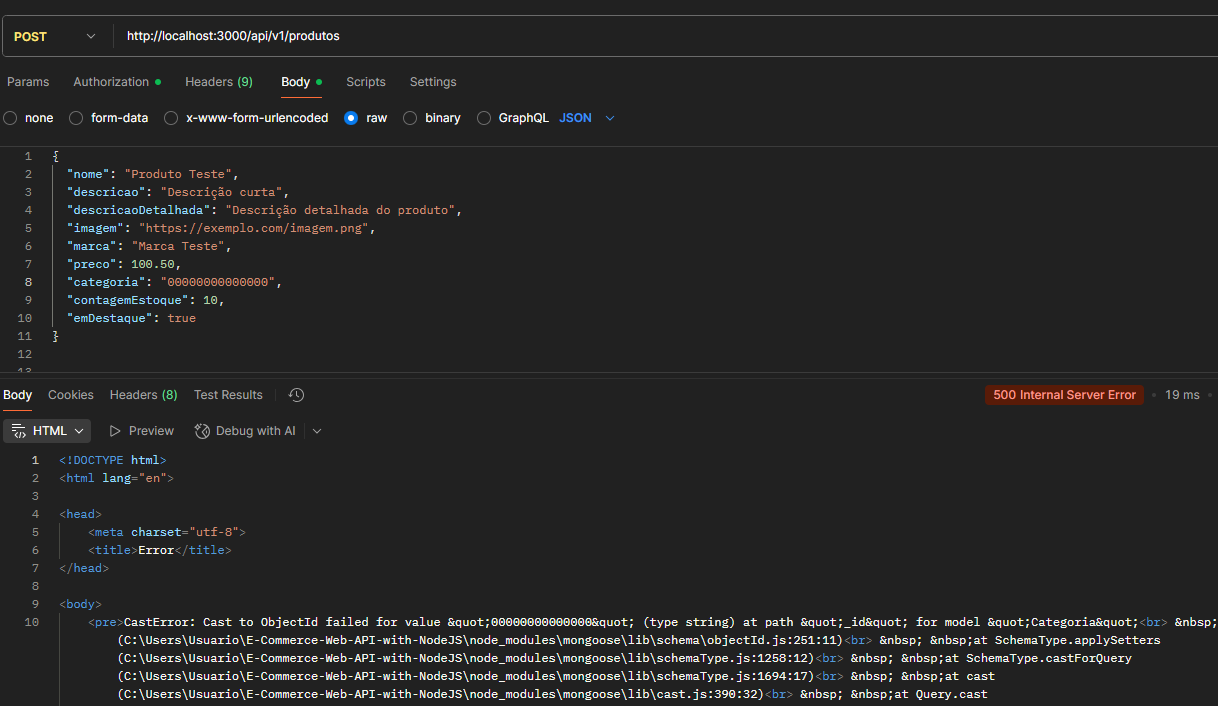 POST http://localhost:3000/api/v1/produtos
Params Authorization Headers (9) Body Scripts Settings
none form-data x-www-form-urlencoded raw binary GraphQL JSON
1 {
2 "nome": "Produto Teste",
3 "descricao": "Descrição curta",
4 "descricaoDetalhada": "Descrição detalhada do produto",
5 "imagem": "https://exemplo.com/imagem.png",
6 "marca": "Marca Teste",
7 "preco": 100.50,
8 "categoria": "00000000000000",
9 "contagemEstoque": 10,
10 "emDestaque": true
11 }
12
13
Body Cookies Headers (8) Test Results 500 Internal Server Error • 19 ms •
HTML Preview Debug with AI
1 <!DOCTYPE html>
2 <html lang="en">
3
4 <head>
5 <meta charset="utf-8">
6 <title>Error</title>
7 </head>
8
9 <body>
10 <pre>CastError: Cast to ObjectId failed for value &quot;00000000000000&quot; (type string) at path &quot;_id&quot; for model &quot;Categoria&quot;<br> &nbsp;
(C:\Users\Usuario\E-Commerce-Web-API-with-NodeJS\node_modules\mongoose\lib\schema\objectId.js:251:11)<br> &nbsp; &nbsp;at SchemaType.applySetters
(C:\Users\Usuario\E-Commerce-Web-API-with-NodeJS\node_modules\mongoose\lib\schemaType.js:1258:12)<br> &nbsp; &nbsp;at SchemaType.castForQuery
(C:\Users\Usuario\E-Commerce-Web-API-with-NodeJS\node_modules\mongoose\lib\schemaType.js:1694:17)<br> &nbsp; &nbsp;at cast
(C:\Users\Usuario\E-Commerce-Web-API-with-NodeJS\node_modules\mongoose\lib\cast.js:390:32)<br> &nbsp; &nbsp;at Query.cast